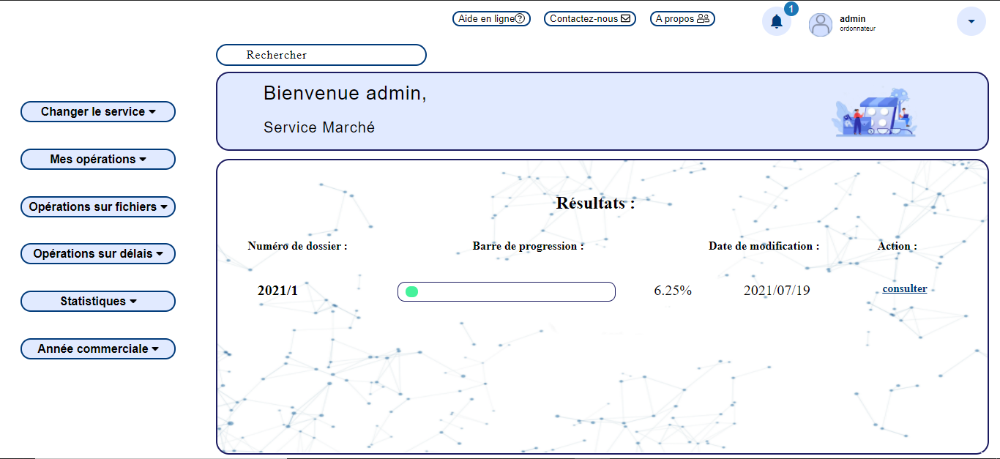 Aide en ligne
Contactez-nous
A propos
1
admin
ordonnateur
Rechercher
Bienvenue admin,
Service Marché
Changer le service
Mes opérations
Opérations sur fichiers
Opérations sur délais
Statistiques
Année commerciale
Résultats :
Numéro de dossier : Barre de progression : Date de modification : Action :
2021/1 6.25% 2021/07/19 consulter